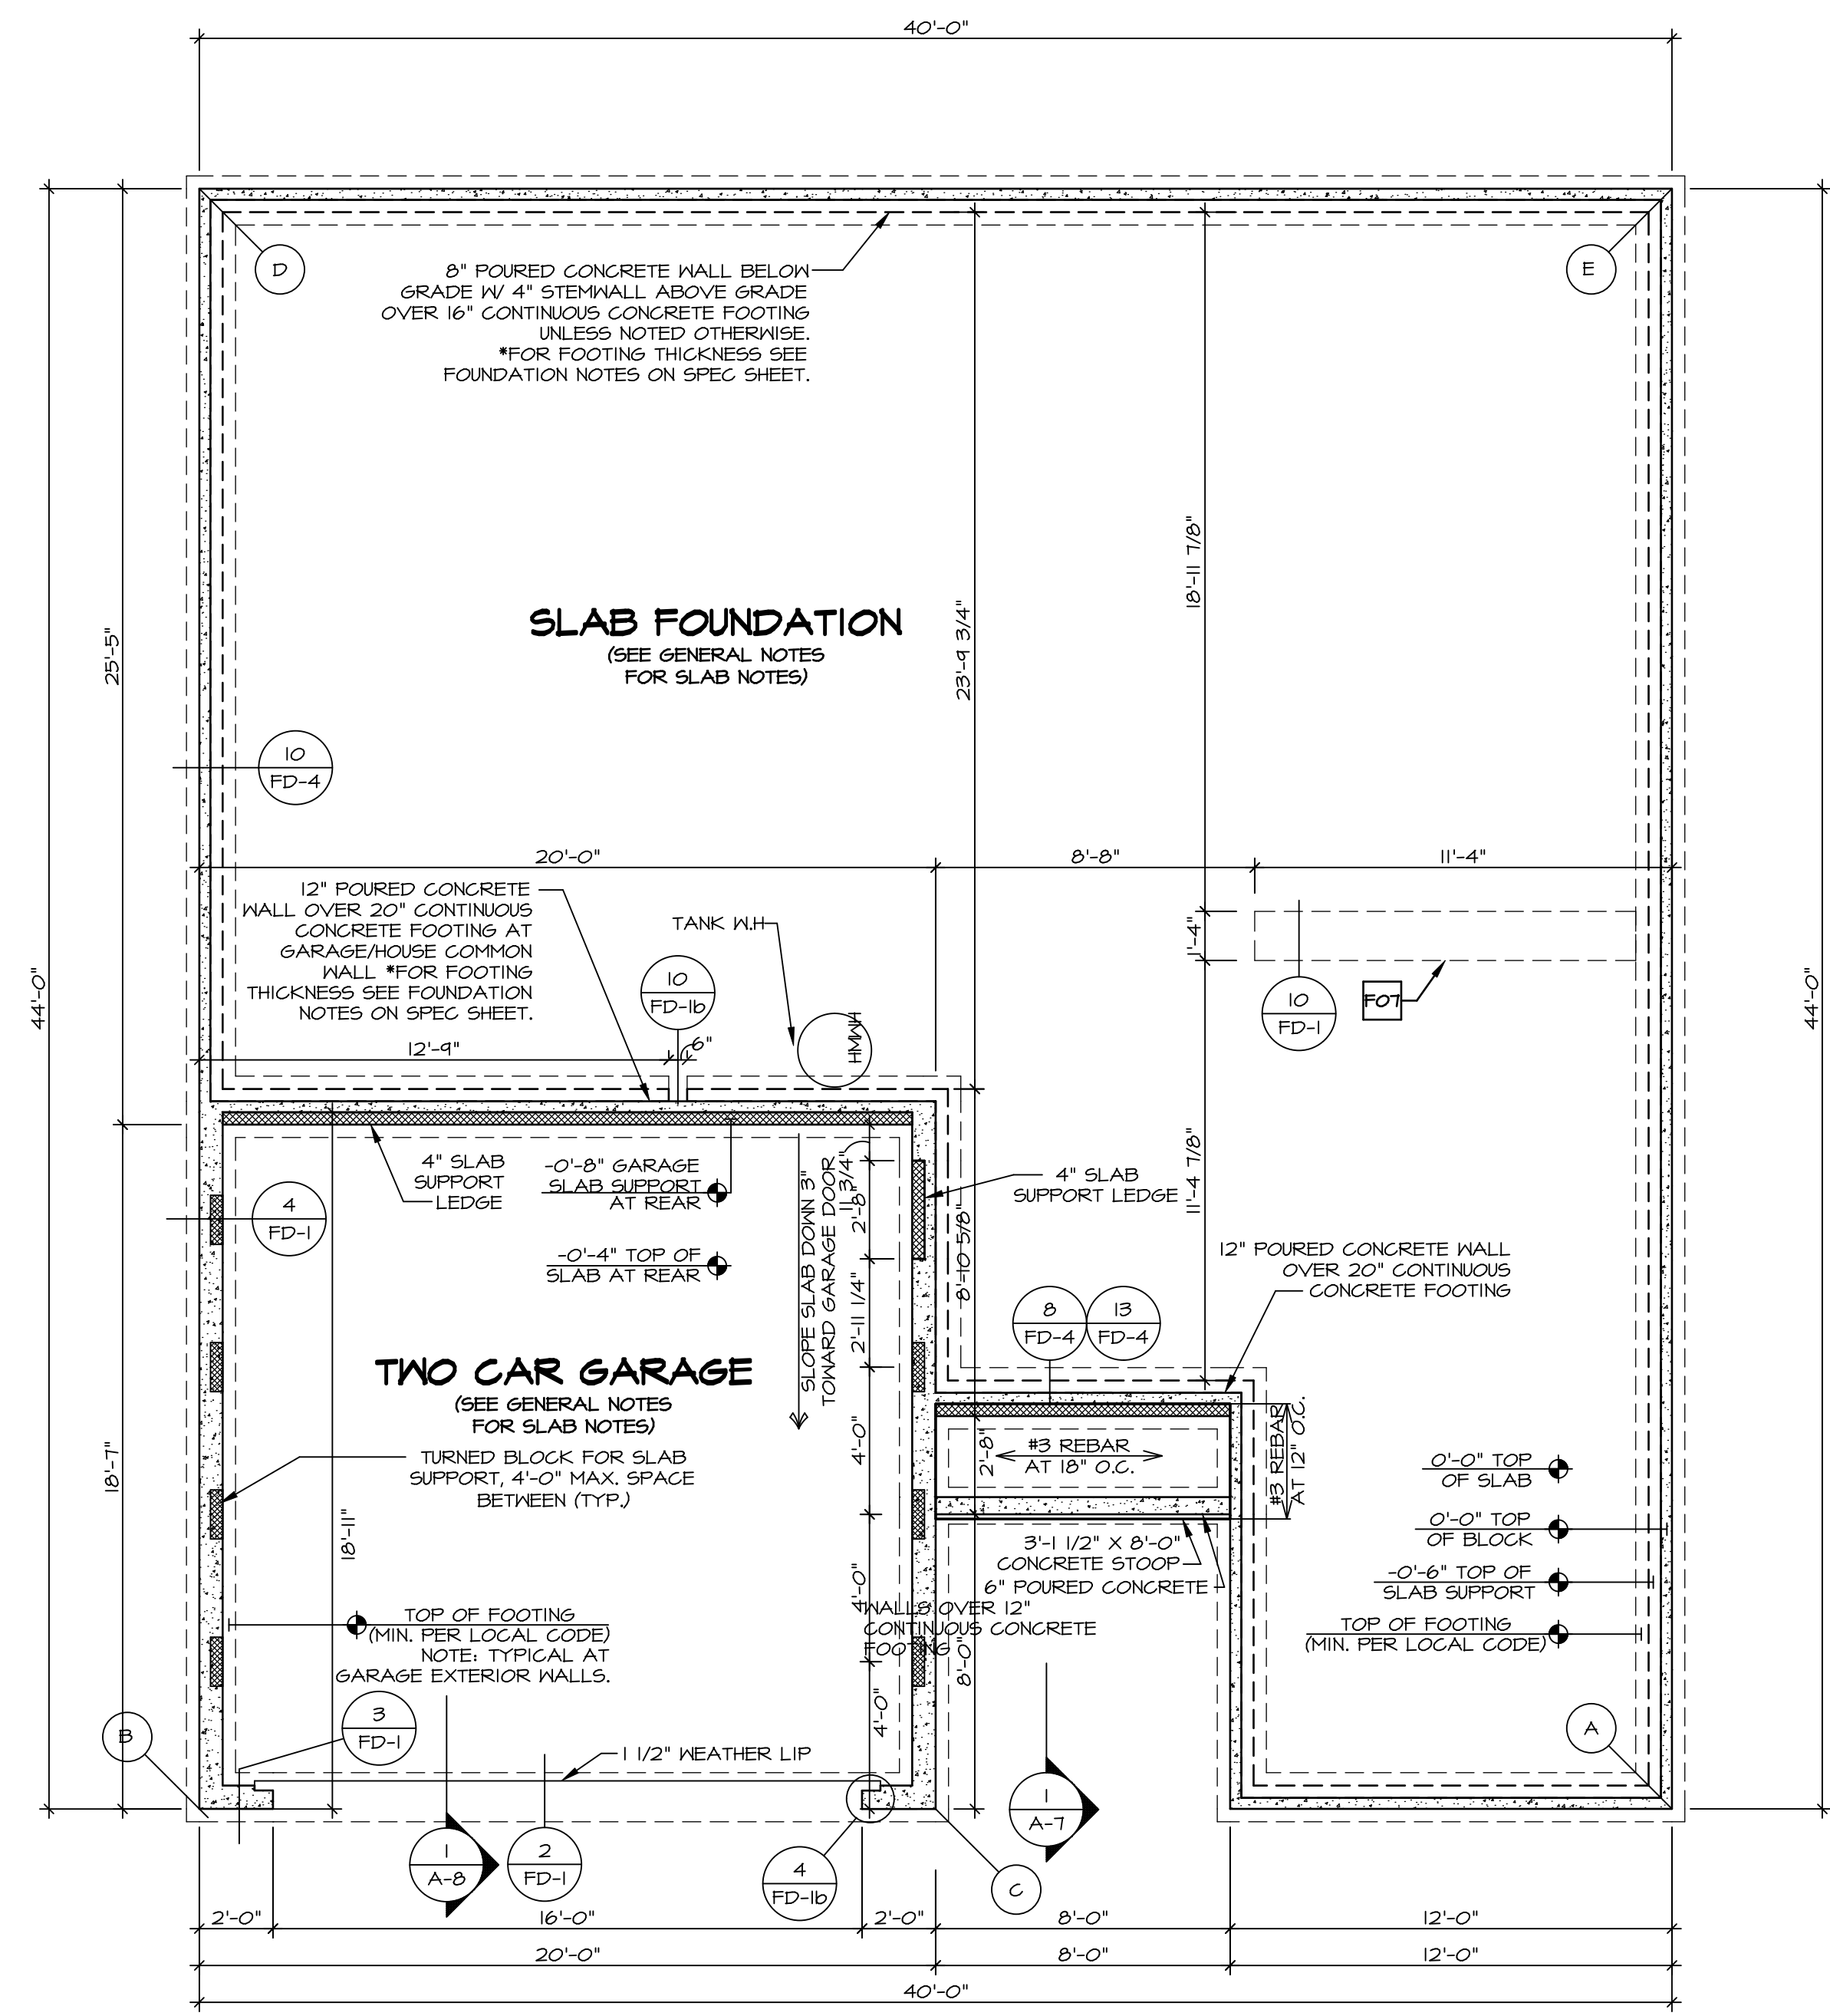 40'-0"
D
E
8" POURED CONCRETE WALL BELOW
GRADE W/ 4" STEMWALL ABOVE GRADE
OVER 16" CONTINUOUS CONCRETE FOOTING
UNLESS NOTED OTHERWISE.
*FOR FOOTING THICKNESS SEE
FOUNDATION NOTES ON SPEC SHEET.
18'-11 7/8"
23'-9 3/4"
25'-5"
SLAB FOUNDATION
(SEE GENERAL NOTES
FOR SLAB NOTES)
10
FD-4
20'-0"
8'-8"
11'-4"
12" POURED CONCRETE
WALL OVER 20" CONTINUOUS
CONCRETE FOOTING AT
GARAGE/HOUSE COMMON
WALL *FOR FOOTING
THICKNESS SEE FOUNDATION
NOTES ON SPEC SHEET.
TANK W.H
10
FD-1b
HWMH
1'-4"
10
FD-1
F07
44'-0"
44'-0"
12'-9"
6"
4" SLAB
SUPPORT
LEDGE
-0'-8" GARAGE
SLAB SUPPORT
AT REAR
4
FD-1
-0'-4" TOP OF
SLAB AT REAR
SLOPE SLAB DOWN 3"
TOWARD GARAGE DOOR
11 3/4"
2'-8"
2'-11 1/4"
4'-0"
4'-0"
4'-0"
4" SLAB
SUPPORT LEDGE
8'-10 5/8"
11'-4 7/8"
12" POURED CONCRETE WALL
OVER 20" CONTINUOUS
CONCRETE FOOTING
8
FD-4
13
FD-4
TWO CAR GARAGE
(SEE GENERAL NOTES
FOR SLAB NOTES)
TURNED BLOCK FOR SLAB
SUPPORT, 4'-0" MAX. SPACE
BETWEEN (TYP.)
18'-7"
18'-11"
2'-8"
#3 REBAR
AT 18" O.C.
#3 REBAR
AT 12" O.C.
0'-0" TOP
OF SLAB
0'-0" TOP
OF BLOCK
-0'-6" TOP OF
SLAB SUPPORT
TOP OF FOOTING
(MIN. PER LOCAL CODE)
3'-1 1/2" X 8'-0"
CONCRETE STOOP
6" POURED CONCRETE
WALLS OVER 12"
CONTINUOUS CONCRETE
FOOTING
8'-0"
TOP OF FOOTING
(MIN. PER LOCAL CODE)
NOTE: TYPICAL AT
GARAGE EXTERIOR WALLS.
B
3
FD-1
1 1/2" WEATHER LIP
A
1
A-7
1
A-8
2
FD-1
4
FD-1b
C
2'-0"
16'-0"
2'-0"
8'-0"
12'-0"
20'-0"
8'-0"
12'-0"
40'-0"